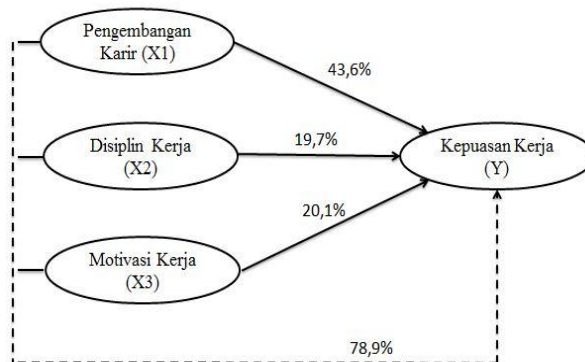 Pengembangan
Karir (X1)
43,6%
Disiplin Kerja
(X2)
19,7%
Kepuasan Kerja
(Y)
20,1%
Motivasi Kerja
(X3)
78,9%